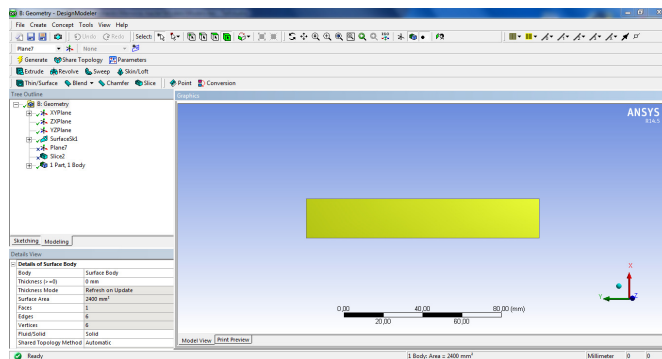 B: Geometry - DesignModeler
File Create Concept Tools View Help
Undo Redo Select:
Plane7 None
Generate Share Topology Parameters
Extrude Revolve Sweep Skin/Loft
Thin/Surface Blend Chamfer Slice Point Conversion
Tree Outline
Graphics
B: Geometry
XYPlane
ZXPlane
YZPlane
SurfaceSk1
Plane7
Slice2
1 Part, 1 Body
ANSYS
R14.5
Sketching Modeling
Details View
Details of Surface Body
Body Surface Body
Thickness (>=0) 0 mm
Thickness Mode Refresh on Update
Surface Area 2400 mm²
Faces 1
Edges 6
Vertices 6
Fluid/Solid Solid
Shared Topology Method Automatic
0,00 40,00 80,00 (mm)
20,00 60,00
X
Y Z
Model View Print Preview
Ready 1 Body: Area = 2400 mm² Millimeter 0 0